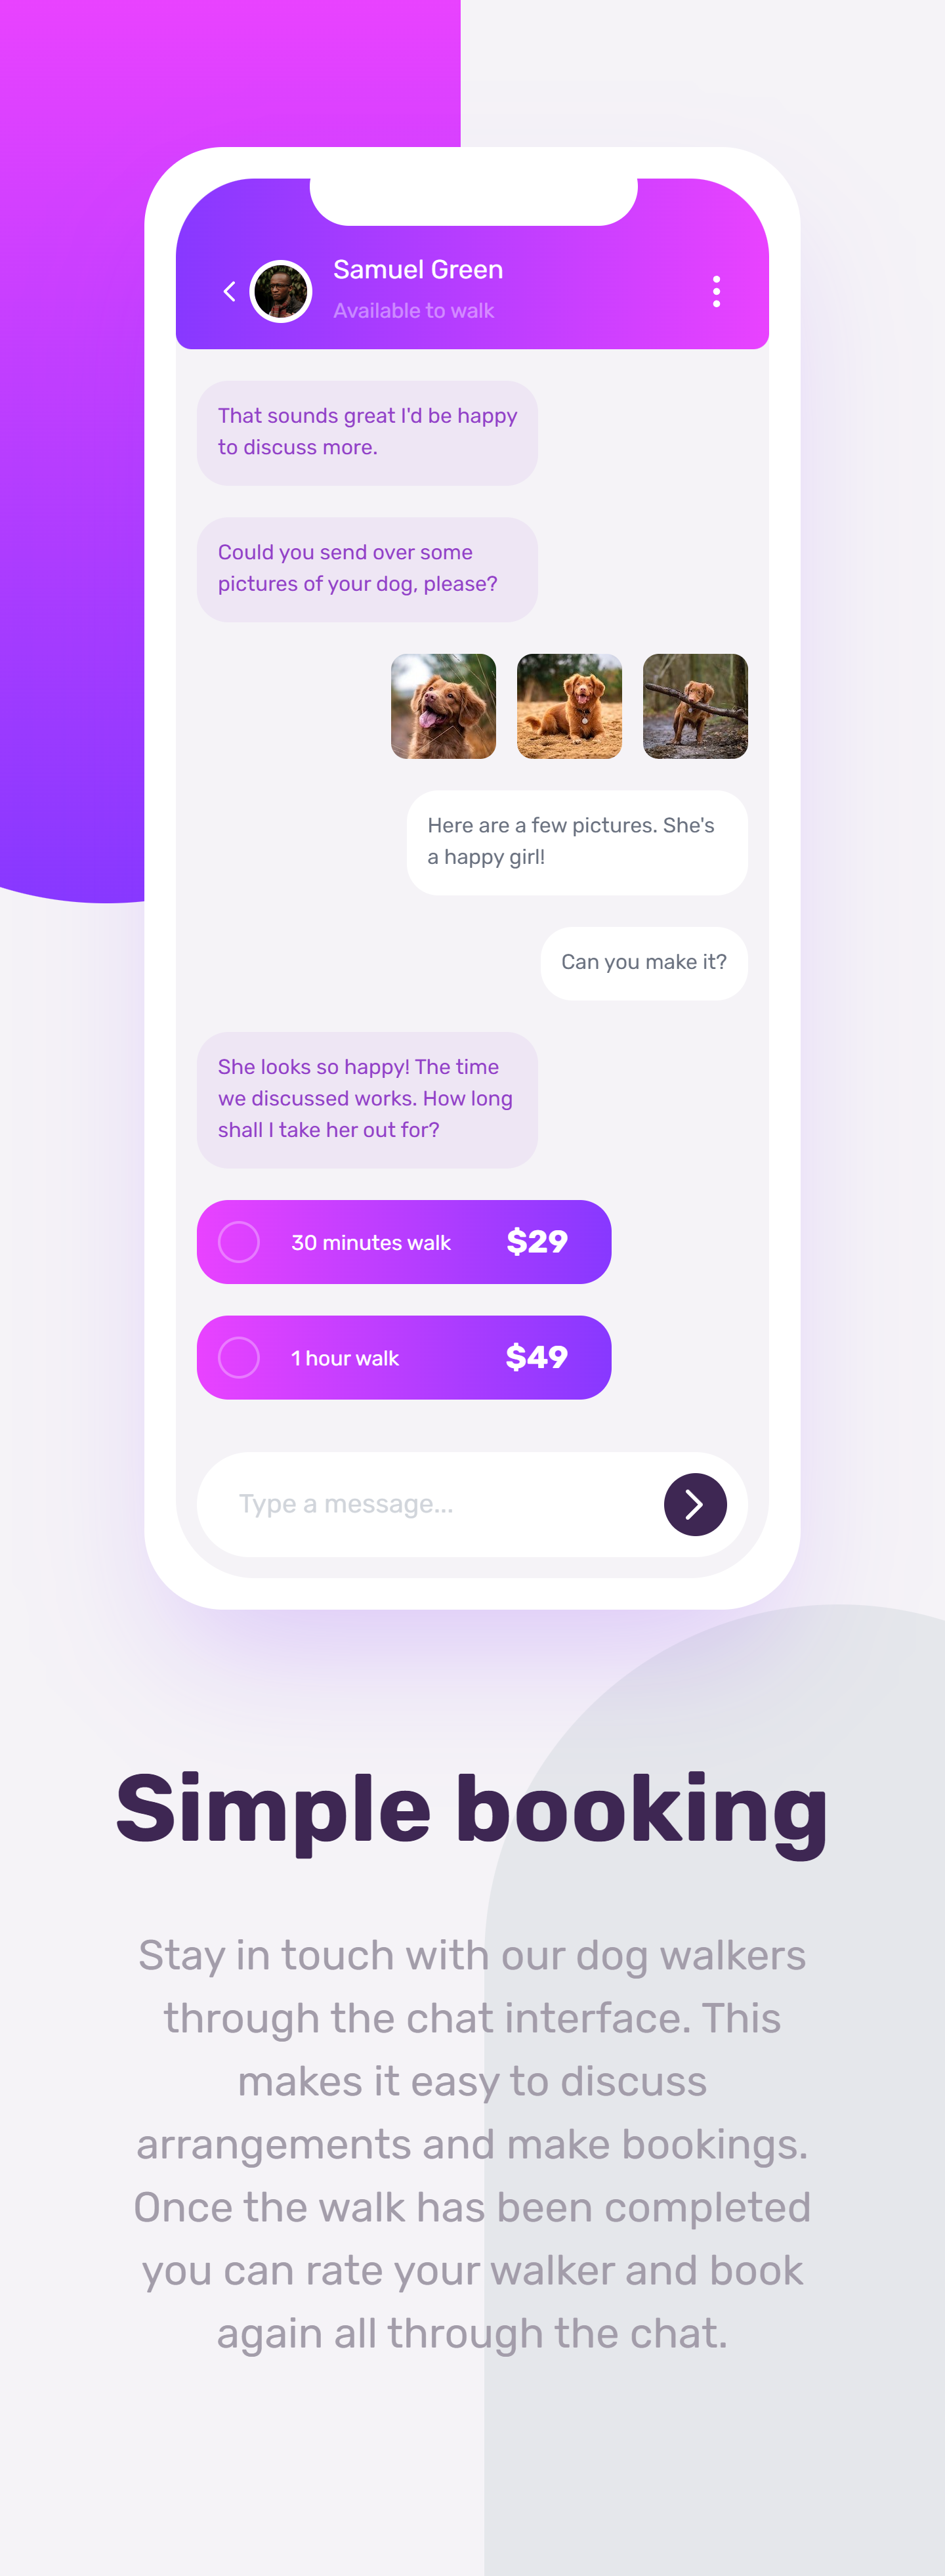 Samuel Green
Available to walk
That sounds great I'd be happy
to discuss more.
Could you send over some
pictures of your dog, please?
Here are a few pictures. She's
a happy girl!
Can you make it?
She looks so happy! The time
we discussed works. How long
shall I take her out for?
30 minutes walk $29
1 hour walk $49
Type a message...
Simple booking
Stay in touch with our dog walkers
through the chat interface. This
makes it easy to discuss
arrangements and make bookings.
Once the walk has been completed
you can rate your walker and book
again all through the chat.